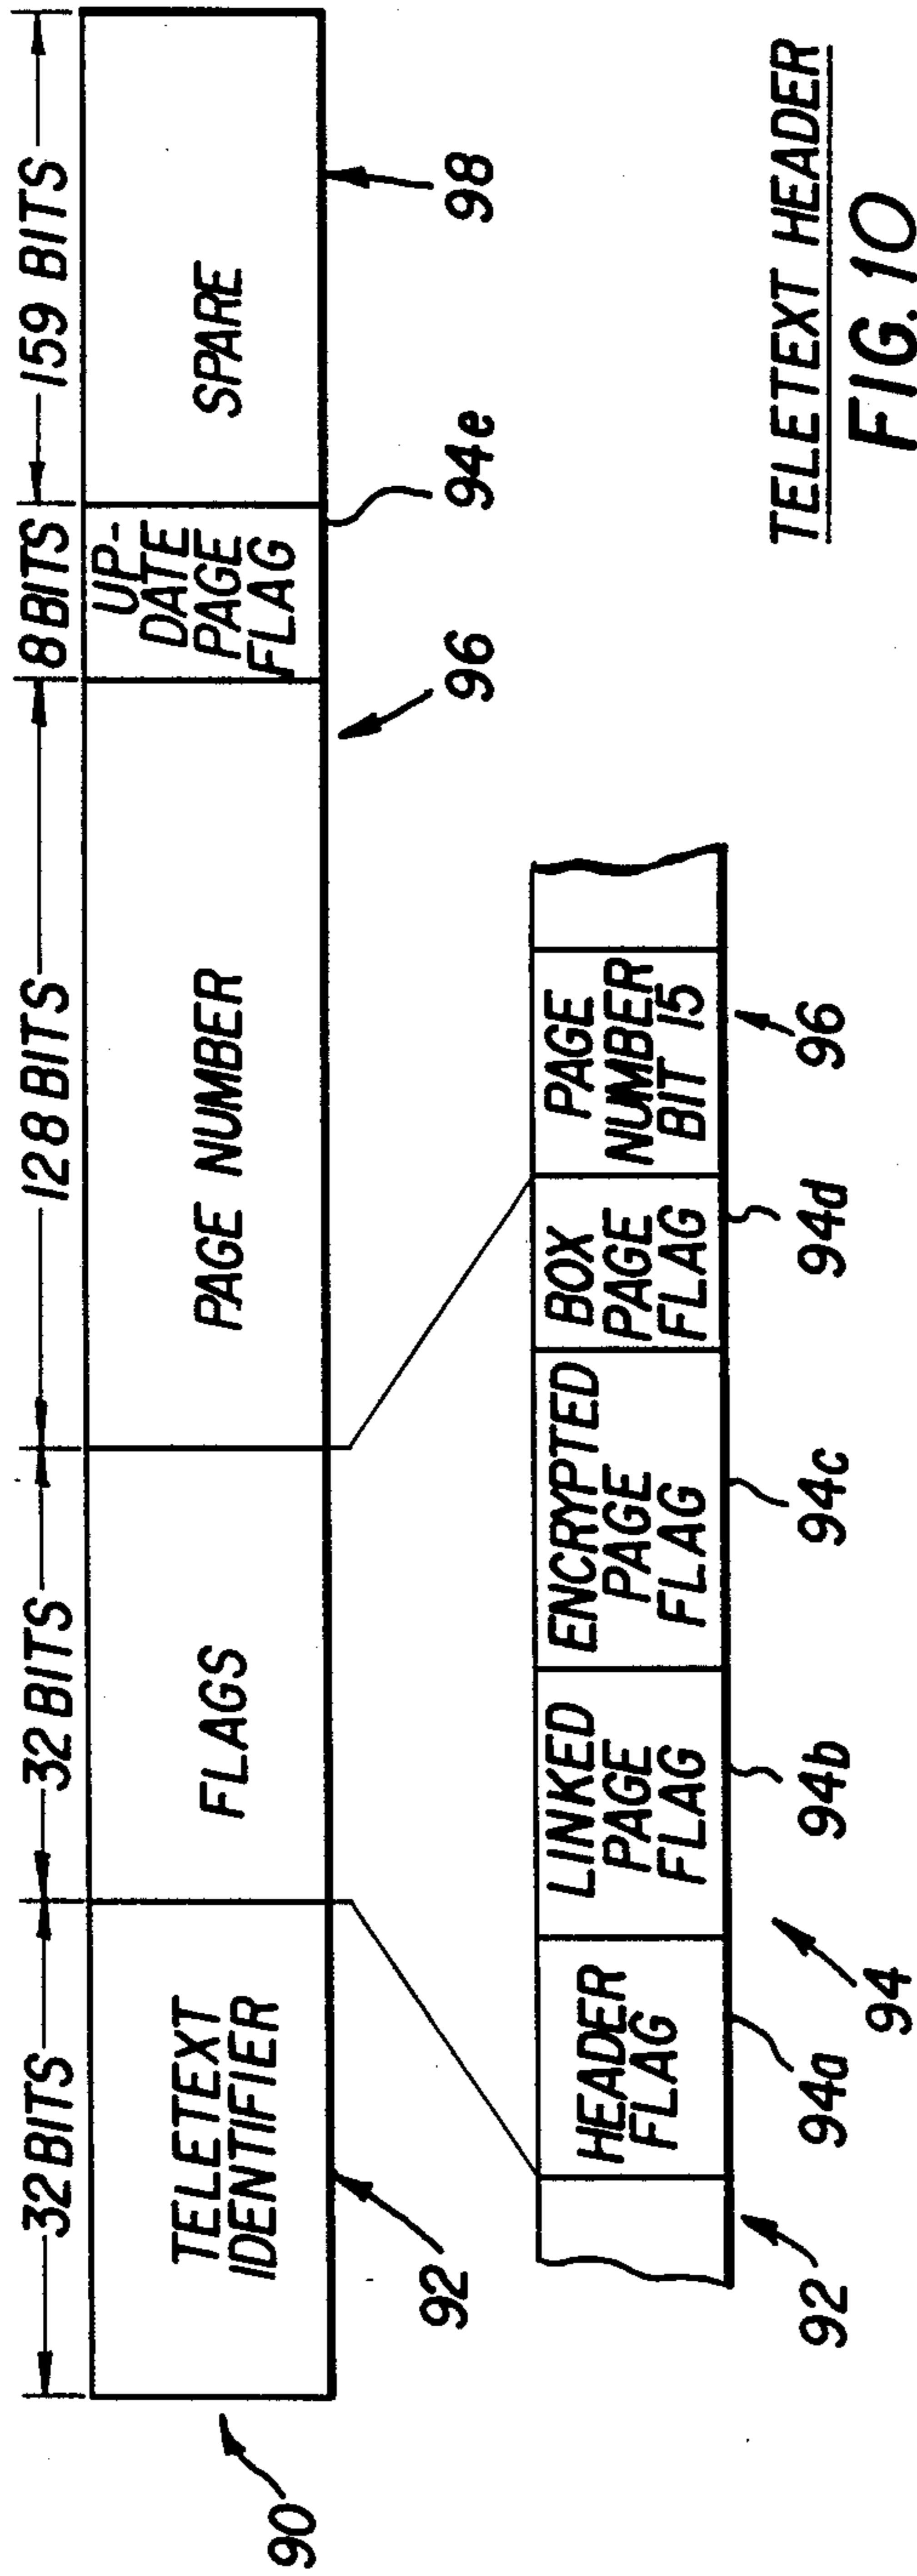 32 BITS 32 BITS 128 BITS 8 BITS 159 BITS
TELETEXT
IDENTIFIER
FLAGS
PAGE NUMBER
UP-
DATE
PAGE
FLAG
SPARE
90
92
96
94e
98
HEADER
FLAG
LINKED
PAGE
FLAG
ENCRYPTED
PAGE
FLAG
BOX
PAGE
FLAG
PAGE
NUMBER
BIT 15
92
94a
94
94b
94c
94d
96
TELETEXT HEADER
FIG. 10